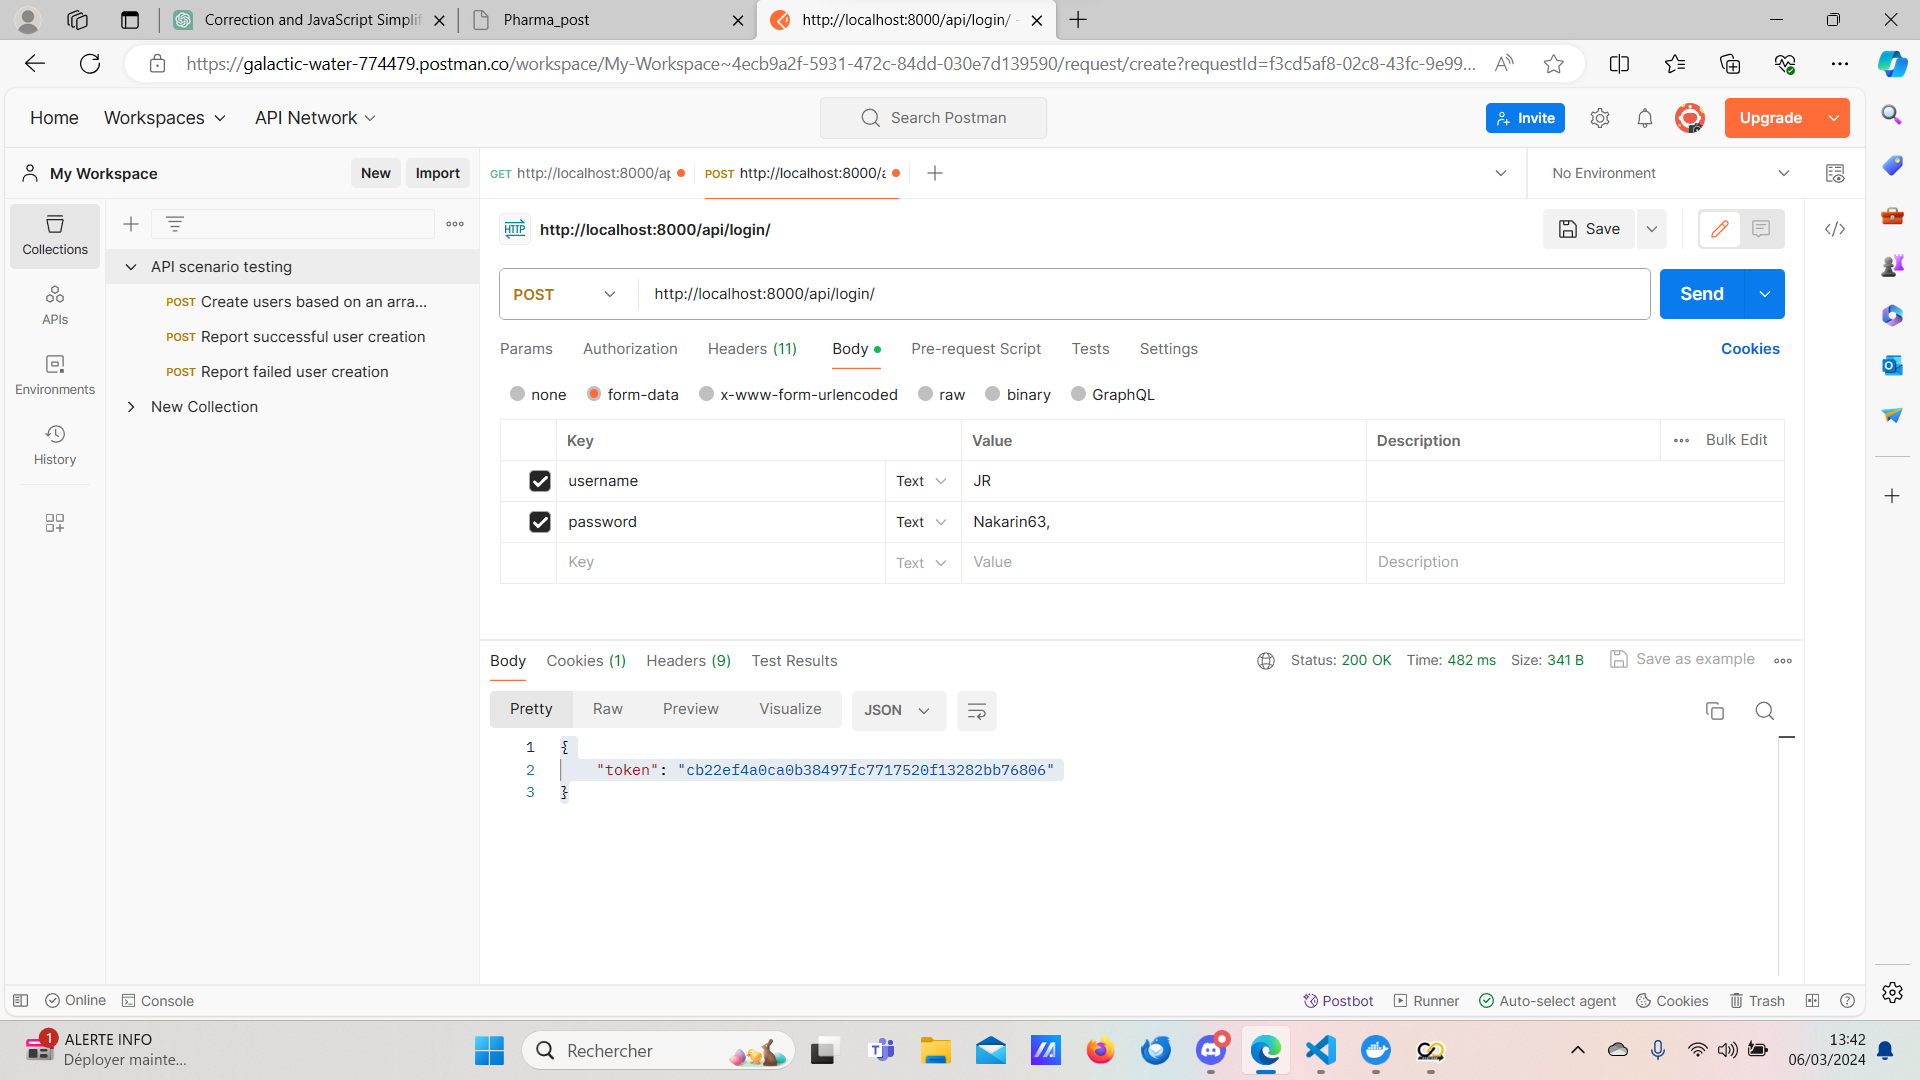 Correction and JavaScript Simplif
Pharma_post
http://localhost:8000/api/login/ -
https://galactic-water-774479.postman.co/workspace/My-Workspace~4ecb9a2f-5931-472c-84dd-030e7d139590/request/create?requestId=f3cd5af8-02c8-43fc-9e99...
Home
Workspaces
API Network
Search Postman
Invite
Upgrade
My Workspace
New
Import
GET http://localhost:8000/ap
POST http://localhost:8000/a
No Environment
Collections
APIs
Environments
History
API scenario testing
POST Create users based on an arra...
POST Report successful user creation
POST Report failed user creation
New Collection
HTTP
http://localhost:8000/api/login/
Save
POST
http://localhost:8000/api/login/
Send
Params
Authorization
Headers (11)
Body
Pre-request Script
Tests
Settings
Cookies
none
form-data
x-www-form-urlencoded
raw
binary
GraphQL
Key
Value
Description
Bulk Edit
username
Text
JR
password
Text
Nakarin63,
Key
Text
Value
Description
Body
Cookies (1)
Headers (9)
Test Results
Status: 200 OK
Time: 482 ms
Size: 341 B
Save as example
Pretty
Raw
Preview
Visualize
JSON
1 {
2 "token": "cb22ef4a0ca0b38497fc7717520f13282bb76806"
3 }
Online
Console
Postbot
Runner
Auto-select agent
Cookies
Trash
1
ALERTE INFO
Déployer mainte...
Rechercher
13:42
06/03/2024